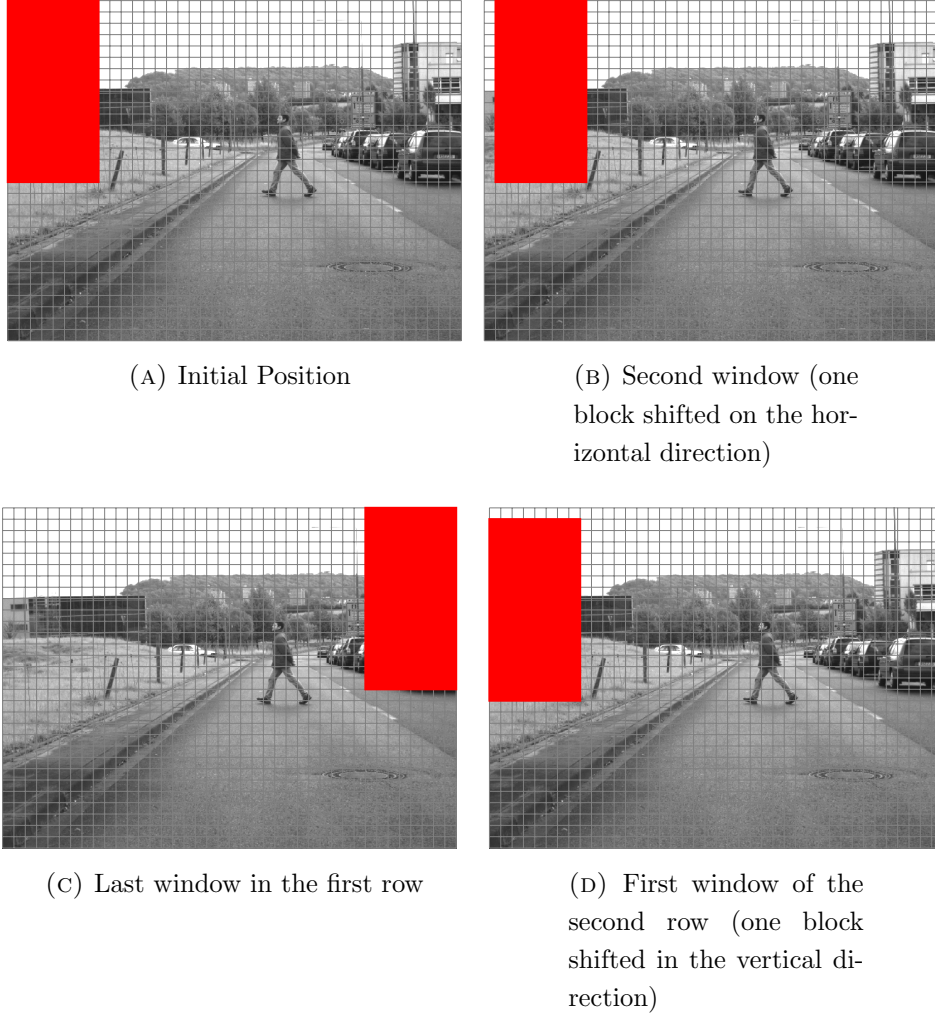 (A) Initial Position
(B) Second window (one
block shifted on the hor-
izontal direction)
(C) Last window in the first row
(D) First window of the
second row (one block
shifted in the vertical di-
rection)